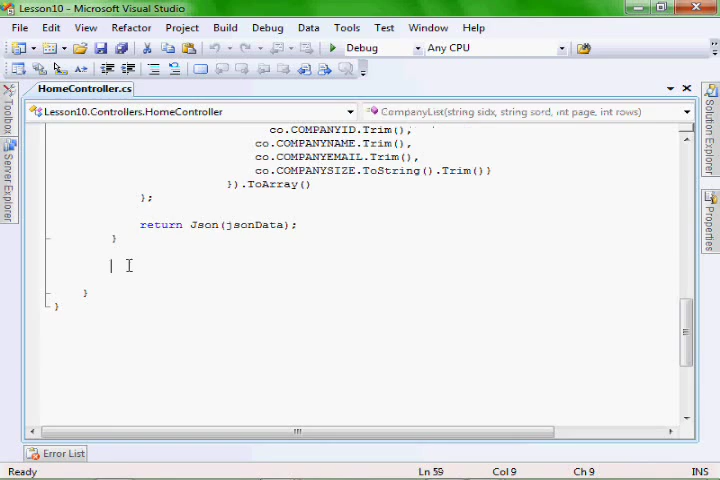 Lesson10 - Microsoft Visual Studio
File Edit View Refactor Project Build Debug Data Tools Test Window Help
Debug Any CPU
HomeController.cs
Lesson10.Controllers.HomeController CompanyList(string sidx, string sord, int page, int rows)
co.COMPANYID.Trim(),
co.COMPANYNAME.Trim(),
co.COMPANYEMAIL.Trim(),
co.COMPANYSIZE.ToString().Trim()}
}).ToArray()
};
return Json(jsonData);
}
}
}
Toolbox
Server Explorer
Solution Explorer
Properties
Error List
Ready Ln 59 Col 9 Ch 9 INS